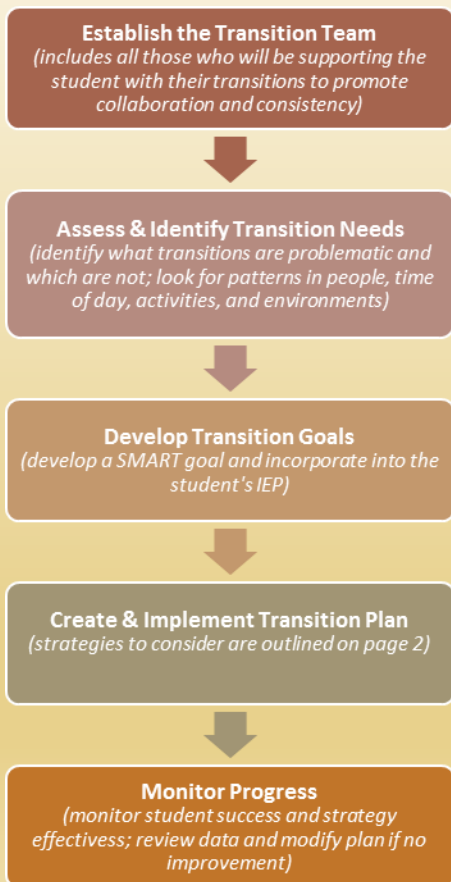 Establish the Transition Team
(includes all those who will be supporting the
student with their transitions to promote
collaboration and consistency)
Assess & Identify Transition Needs
(identify what transitions are problematic and
which are not; look for patterns in people, time
of day, activities, and environments)
Develop Transition Goals
(develop a SMART goal and incorporate into the
student's IEP)
Create & Implement Transition Plan
(strategies to consider are outlined on page 2)
Monitor Progress
(monitor student success and strategy
effectivess; review data and modify plan if no
improvement)